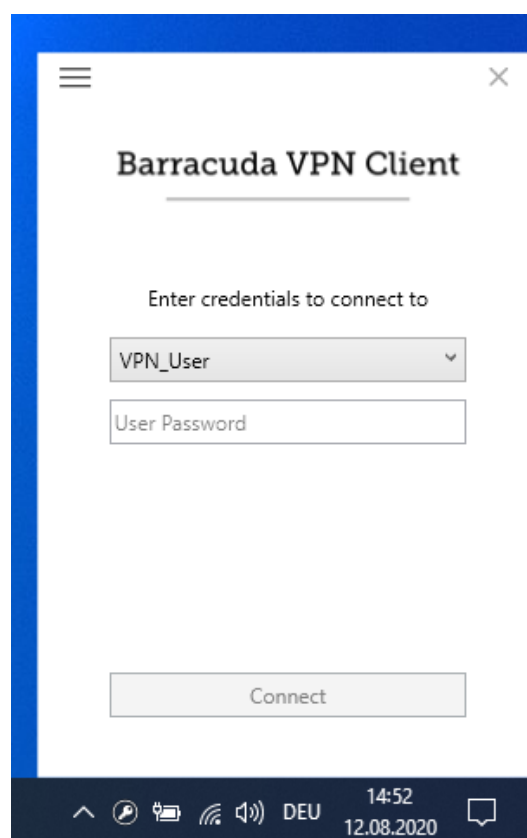 Barracuda VPN Client
Enter credentials to connect to
VPN_User
User Password
Connect
DEU
14:52
12.08.2020